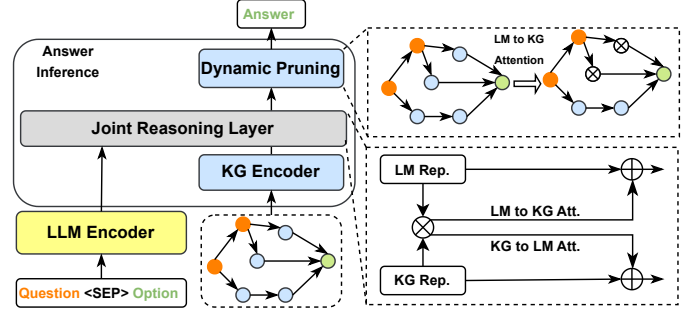 Answer
Answer
Inference
Dynamic Pruning
Joint Reasoning Layer
KG Encoder
LLM Encoder
Question <SEP> Option
LM to KG
Attention
LM Rep.
LM to KG Att.
KG to LM Att.
KG Rep.